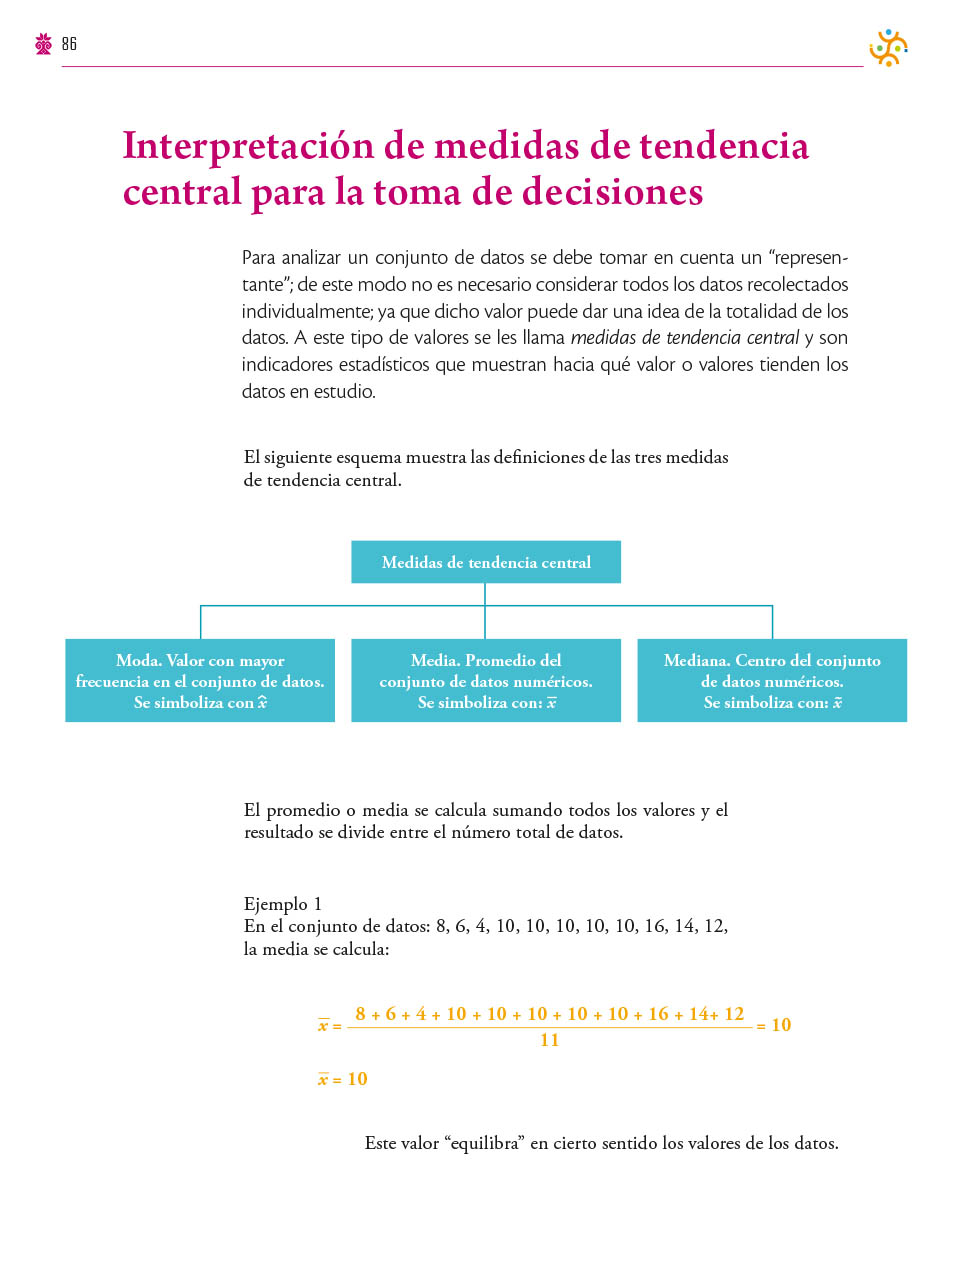 86
Interpretación de medidas de tendencia
central para la toma de decisiones
Para analizar un conjunto de datos se debe tomar en cuenta un “represen-
tante”; de este modo no es necesario considerar todos los datos recolectados
individualmente; ya que dicho valor puede dar una idea de la totalidad de los
datos. A este tipo de valores se les llama medidas de tendencia central y son
indicadores estadísticos que muestran hacia qué valor o valores tienden los
datos en estudio.
El siguiente esquema muestra las definiciones de las tres medidas
de tendencia central.
Medidas de tendencia central
Moda. Valor con mayor
frecuencia en el conjunto de datos.
Se simboliza con x̂
Media. Promedio del
conjunto de datos numéricos.
Se simboliza con: x̅
Mediana. Centro del conjunto
de datos numéricos.
Se simboliza con: x̃
El promedio o media se calcula sumando todos los valores y el
resultado se divide entre el número total de datos.
Ejemplo 1
En el conjunto de datos: 8, 6, 4, 10, 10, 10, 10, 10, 16, 14, 12,
la media se calcula:
x̅ = 8 + 6 + 4 + 10 + 10 + 10 + 10 + 10 + 16 + 14+ 12 = 10
11
x̅ = 10
Este valor “equilibra” en cierto sentido los valores de los datos.